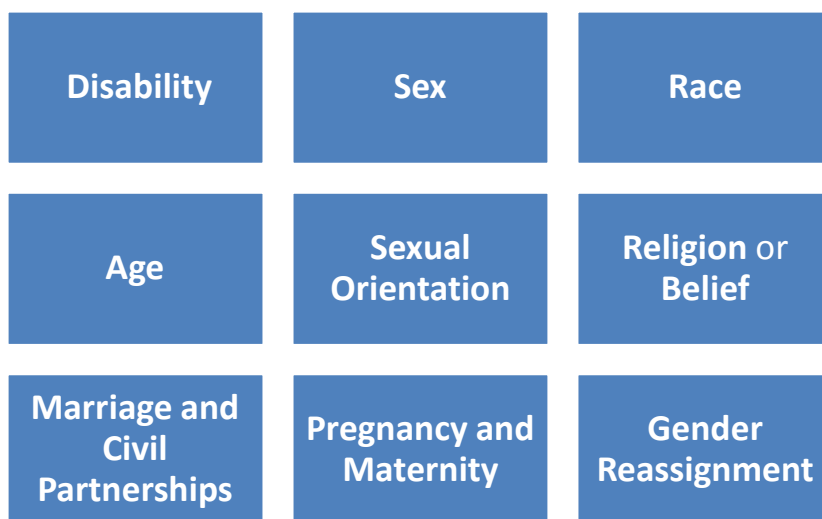 Disability
Sex
Race
Age
Sexual
Orientation
Religion or
Belief
Marriage and
Civil
Partnerships
Pregnancy and
Maternity
Gender
Reassignment